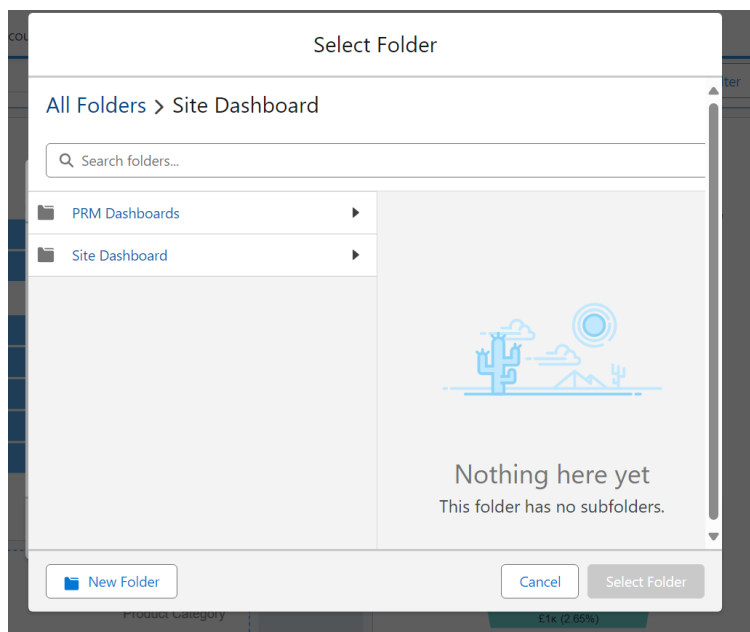 Select Folder
All Folders > Site Dashboard
Search folders...
PRM Dashboards
Site Dashboard
Nothing here yet
This folder has no subfolders.
New Folder
Cancel
Select Folder
Product Category
£1K (2.65%)